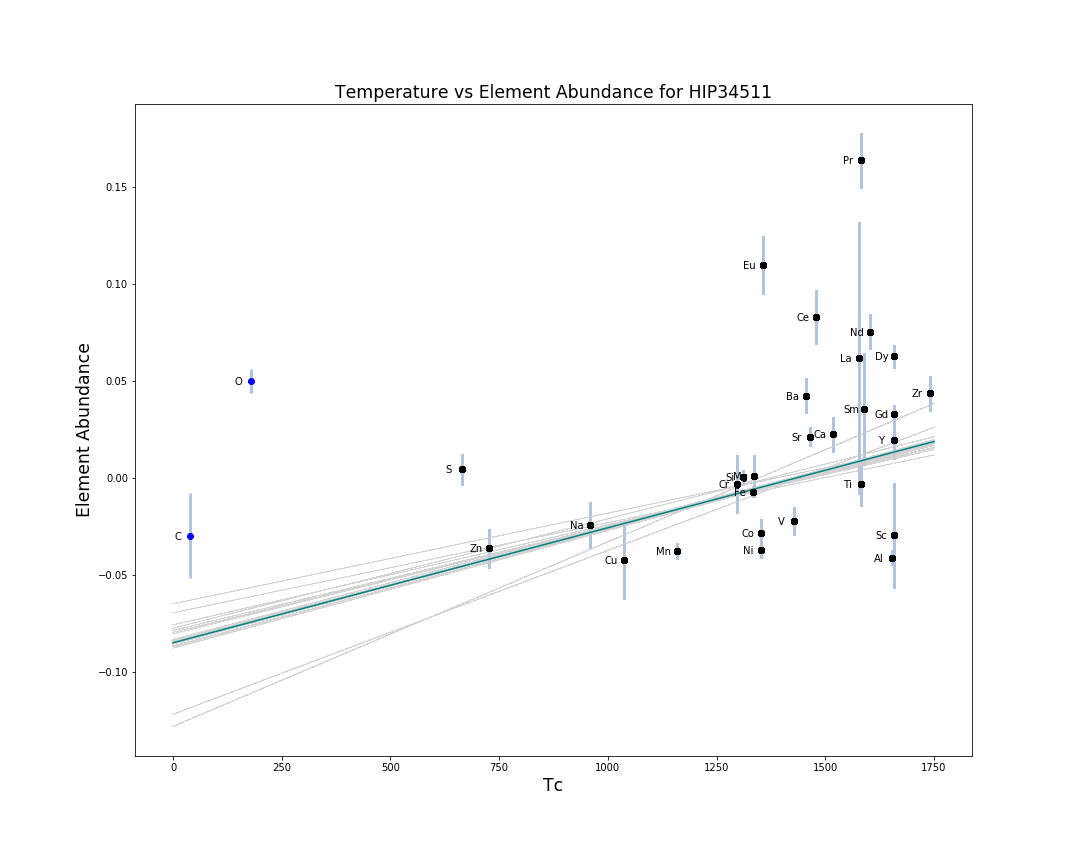 Temperature vs Element Abundance for HIP34511
Pr
0.15
Eu
0.10
Ce
Nd
La
Dy
0.05
O
Ba
Zr
Sm
Gd
Sr
Ca
Y
S
0.00
Si
Cr
Ti
Fe
Na
V
Co
Sc
C
Zn
Mn
Ni
Cu
Al
−0.05
−0.10
0
250
500
750
1000
1250
1500
1750
Tc
Element Abundance